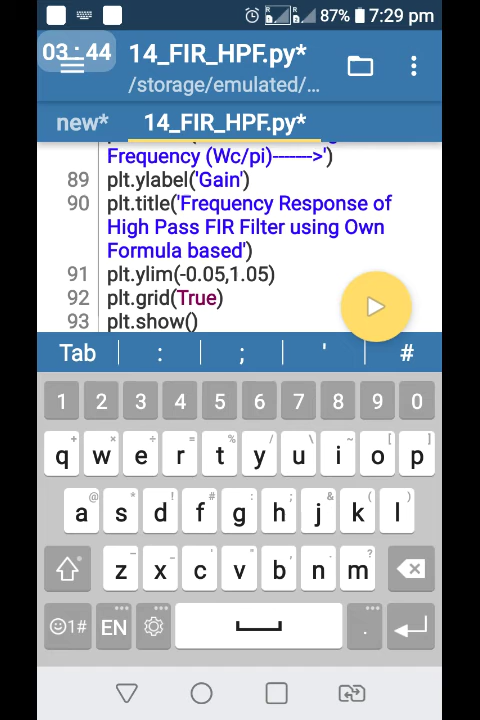 87% 7:29 pm
03 : 44
14_FIR_HPF.py*
/storage/emulated/...
new* 14_FIR_HPF.py*
Frequency (Wc/pi)------->')
89 plt.ylabel('Gain')
90 plt.title('Frequency Response of
High Pass FIR Filter using Own
Formula based')
91 plt.ylim(-0.05,1.05)
92 plt.grid(True)
93 plt.show()
Tab : ; ' #
1 2 3 4 5 6 7 8 9 0
+ × ÷ = % / \ ~ [ ]
q w e r t y u i o p
@ * ! # : ; & ( )
a s d f g h j k l
– _ ' " , . ?
z x c v b n m
☺1# EN .